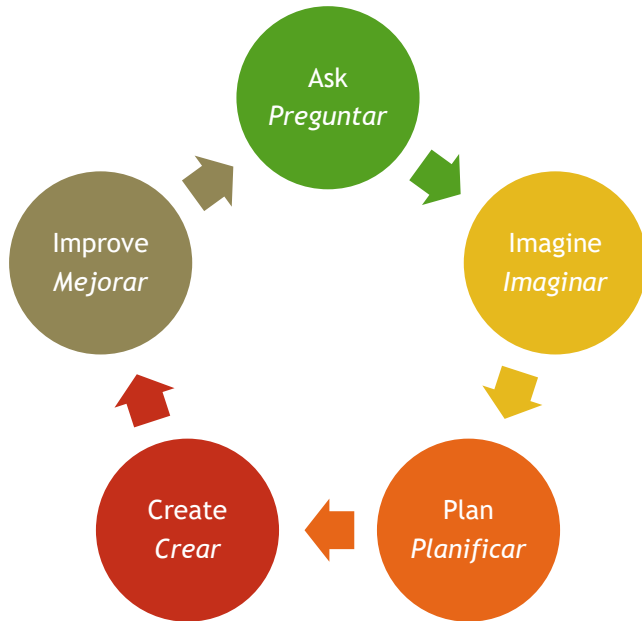 Ask
Preguntar
Imagine
Imaginar
Plan
Planificar
Create
Crear
Improve
Mejorar